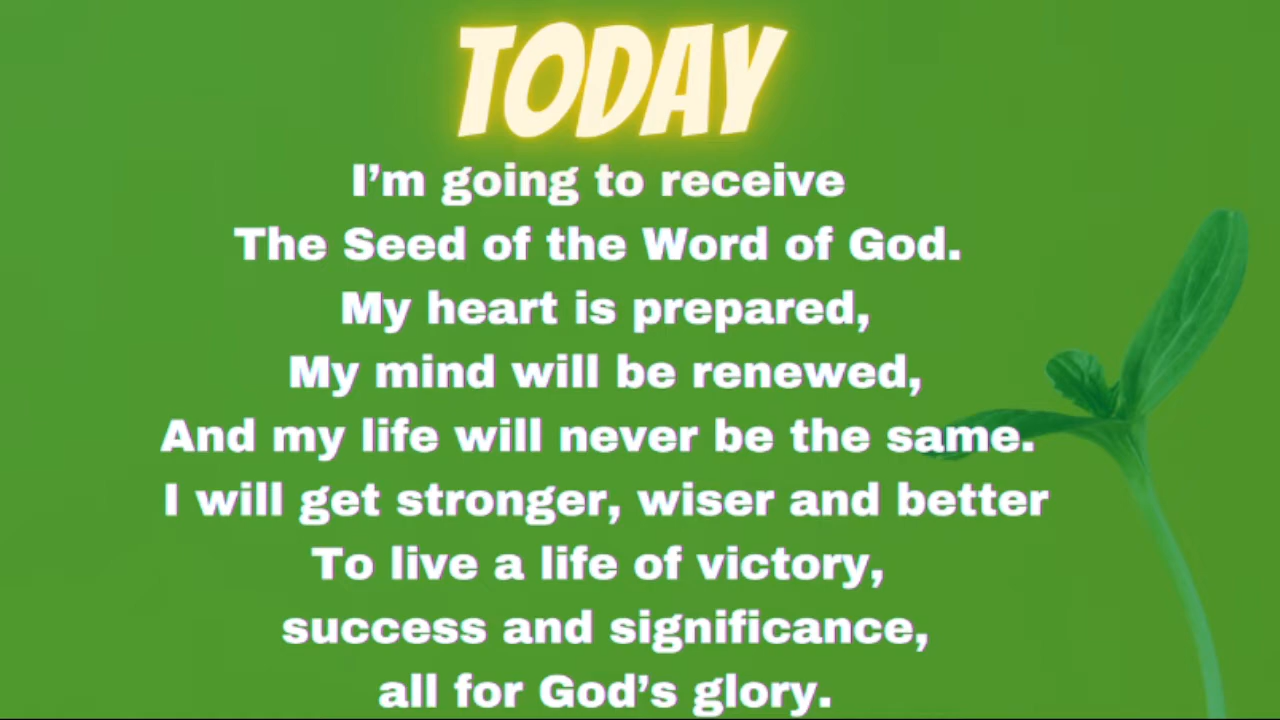 TODAY
I’m going to receive
The Seed of the Word of God.
My heart is prepared,
My mind will be renewed,
And my life will never be the same.
I will get stronger, wiser and better
To live a life of victory,
success and significance,
all for God’s glory.